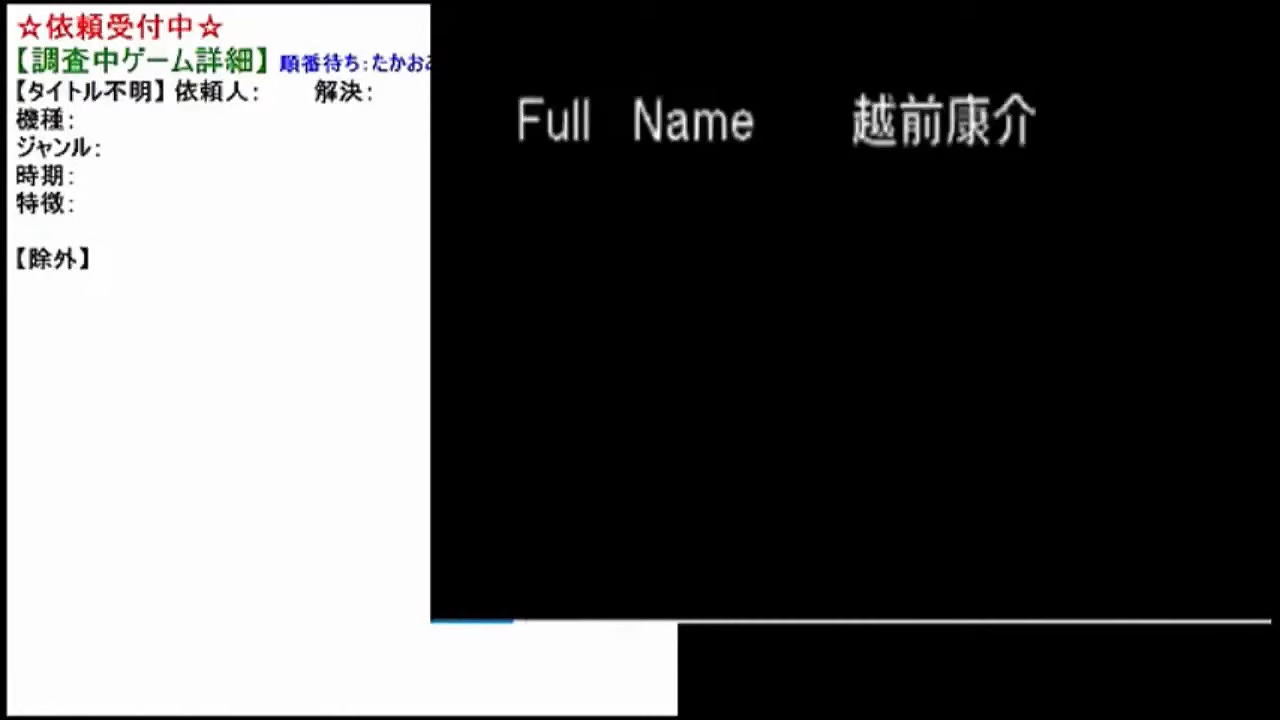 ☆依頼受付中☆
【調査中ゲーム詳細】 順番待ち:たかお
【タイトル不明】 依頼人: 解決:
機種:
ジャンル:
時期:
特徴:
【除外】
Full Name 越前康介